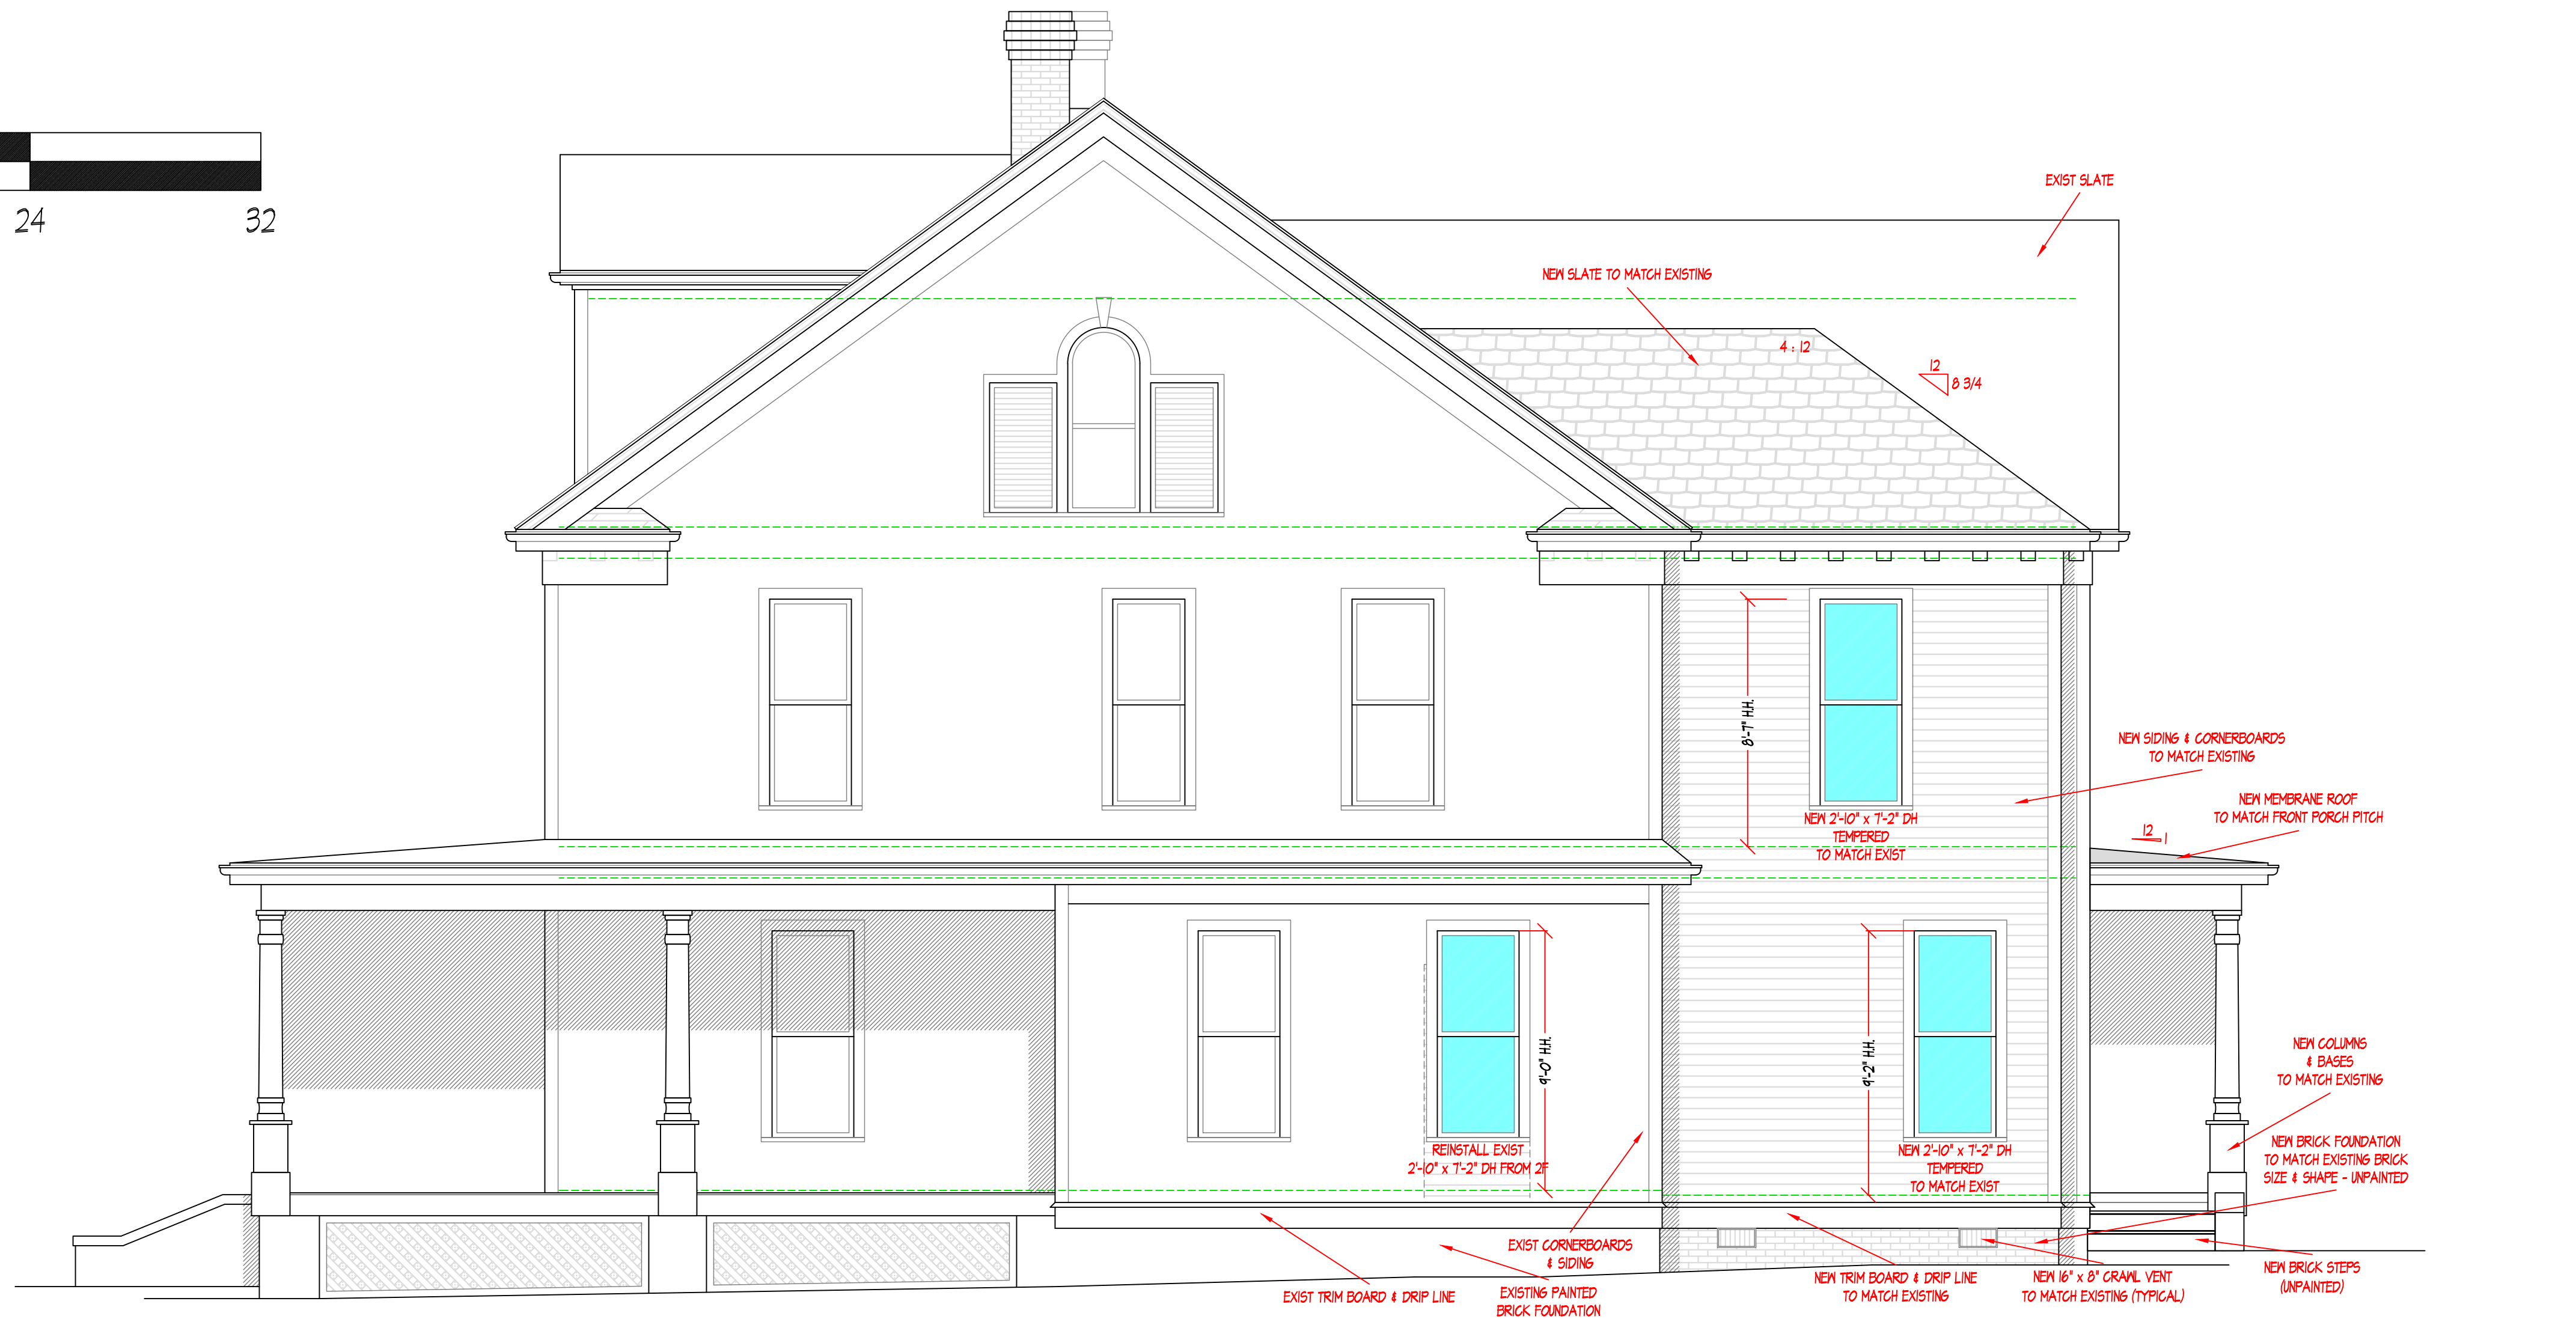 24
32
EXIST SLATE
NEW SLATE TO MATCH EXISTING
4 : 12
12
8 3/4
8'-7" H.H.
NEW SIDING & CORNERBOARDS
TO MATCH EXISTING
NEW MEMBRANE ROOF
TO MATCH FRONT PORCH PITCH
NEW 2'-10" x 7'-2" DH
TEMPERED
TO MATCH EXIST
12
1
9'-0" H.H.
9'-2" H.H.
NEW COLUMNS
& BASES
TO MATCH EXISTING
REINSTALL EXIST
2'-10" x 7'-2" DH FROM 2F
NEW 2'-10" x 7'-2" DH
TEMPERED
TO MATCH EXIST
NEW BRICK FOUNDATION
TO MATCH EXISTING BRICK
SIZE & SHAPE - UNPAINTED
EXIST CORNERBOARDS
& SIDING
EXIST TRIM BOARD & DRIP LINE
EXISTING PAINTED
BRICK FOUNDATION
NEW TRIM BOARD & DRIP LINE
TO MATCH EXISTING
NEW 16" x 8" CRAWL VENT
TO MATCH EXISTING (TYPICAL)
NEW BRICK STEPS
(UNPAINTED)